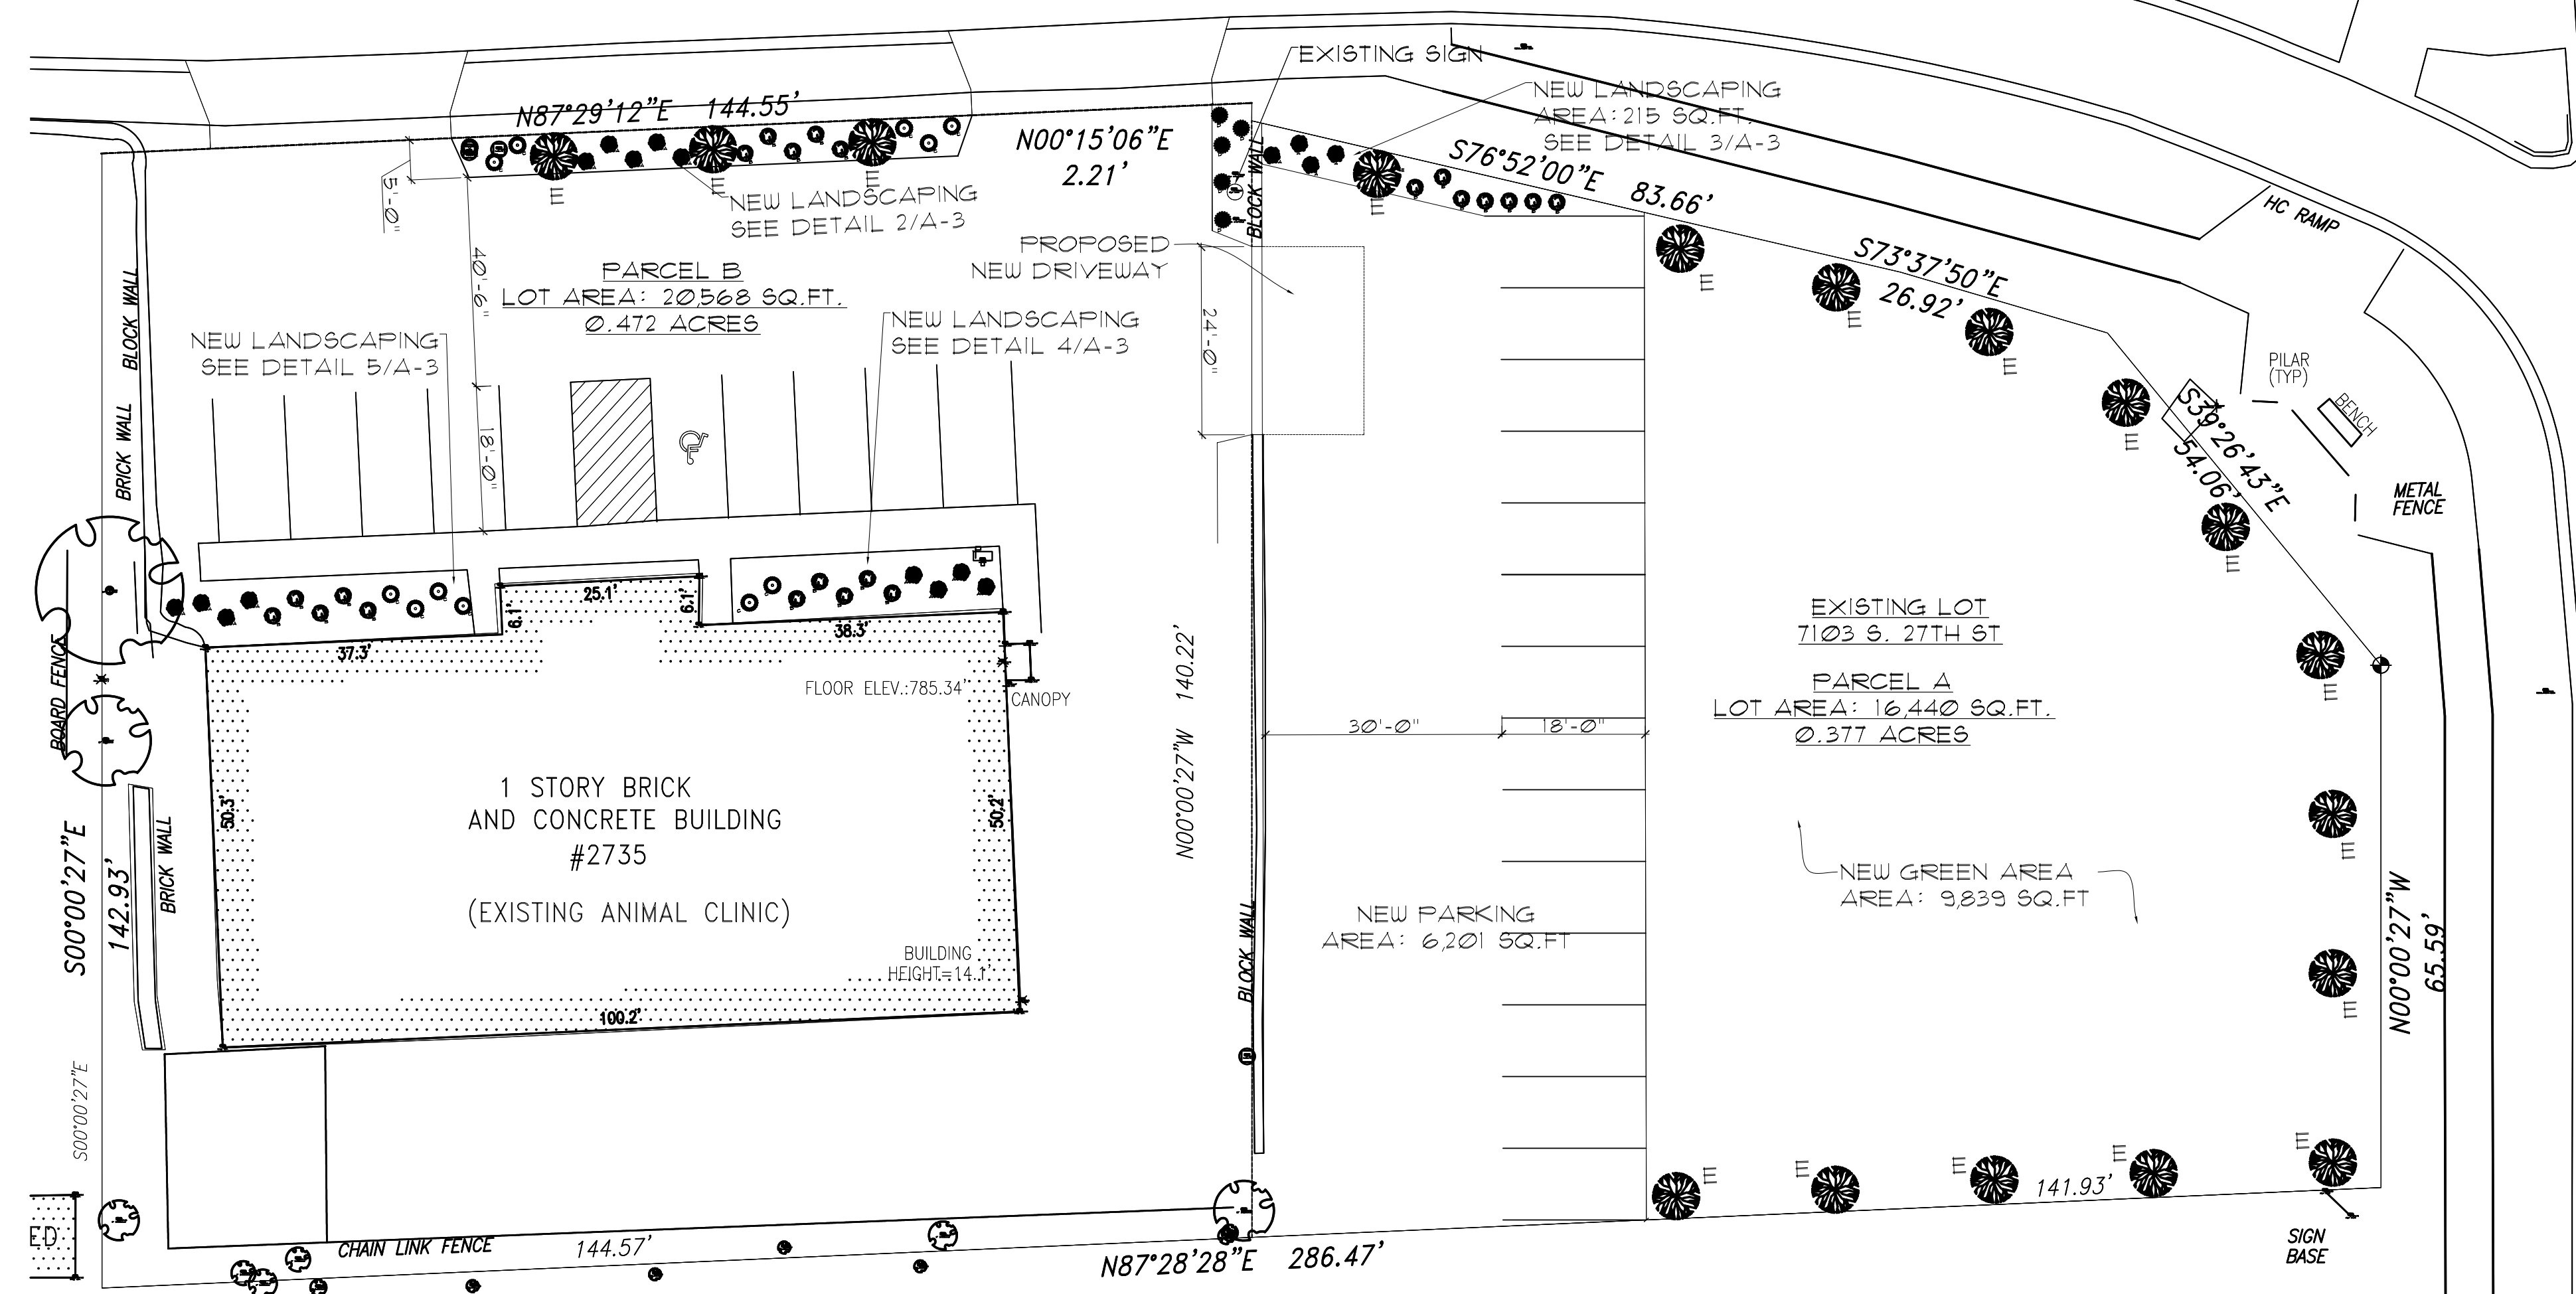 EXISTING SIGN
NEW LANDSCAPING
AREA: 215 SQ.FT.
SEE DETAIL 3/A-3
N87°29'12"E 144.55'
N00°15'06"E
2.21'
BLOCK WALL
S76°52'00"E 83.66'
5'-0"
E
E
E
E
NEW LANDSCAPING
SEE DETAIL 2/A-3
HC RAMP
PROPOSED
NEW DRIVEWAY
S73°37'50"E
26.92'
E
E
E
40'-6"
PARCEL B
LOT AREA: 20,568 SQ.FT.
0.472 ACRES
BLOCK WALL
NEW LANDSCAPING
SEE DETAIL 5/A-3
NEW LANDSCAPING
SEE DETAIL 4/A-3
24'-0"
PILAR
(TYP)
BENCH
S39°26'43"E
54.06'
E
E
BRICK WALL
18'-0"
METAL
FENCE
25.1'
6.1'
6.1'
37.3'
38.3'
EXISTING LOT
7103 S. 27TH ST
PARCEL A
LOT AREA: 16,440 SQ.FT.
0.377 ACRES
E
BOARD FENCE
FLOOR ELEV.:785.34'
CANOPY
N00°00'27"W 140.22'
30'-0"
18'-0"
1 STORY BRICK
AND CONCRETE BUILDING
#2735
(EXISTING ANIMAL CLINIC)
50.3'
50.2'
BRICK WALL
S00°00'27"E
142.93'
BUILDING
HEIGHT=14.1'
100.2'
BLOCK WALL
NEW PARKING
AREA: 6,201 SQ.FT
NEW GREEN AREA
AREA: 9,839 SQ.FT
E
E
N00°00'27"W
65.59'
S00°00'27"E
E
E
E
E
E
141.93'
ED
CHAIN LINK FENCE
144.57'
N87°28'28"E 286.47'
SIGN
BASE